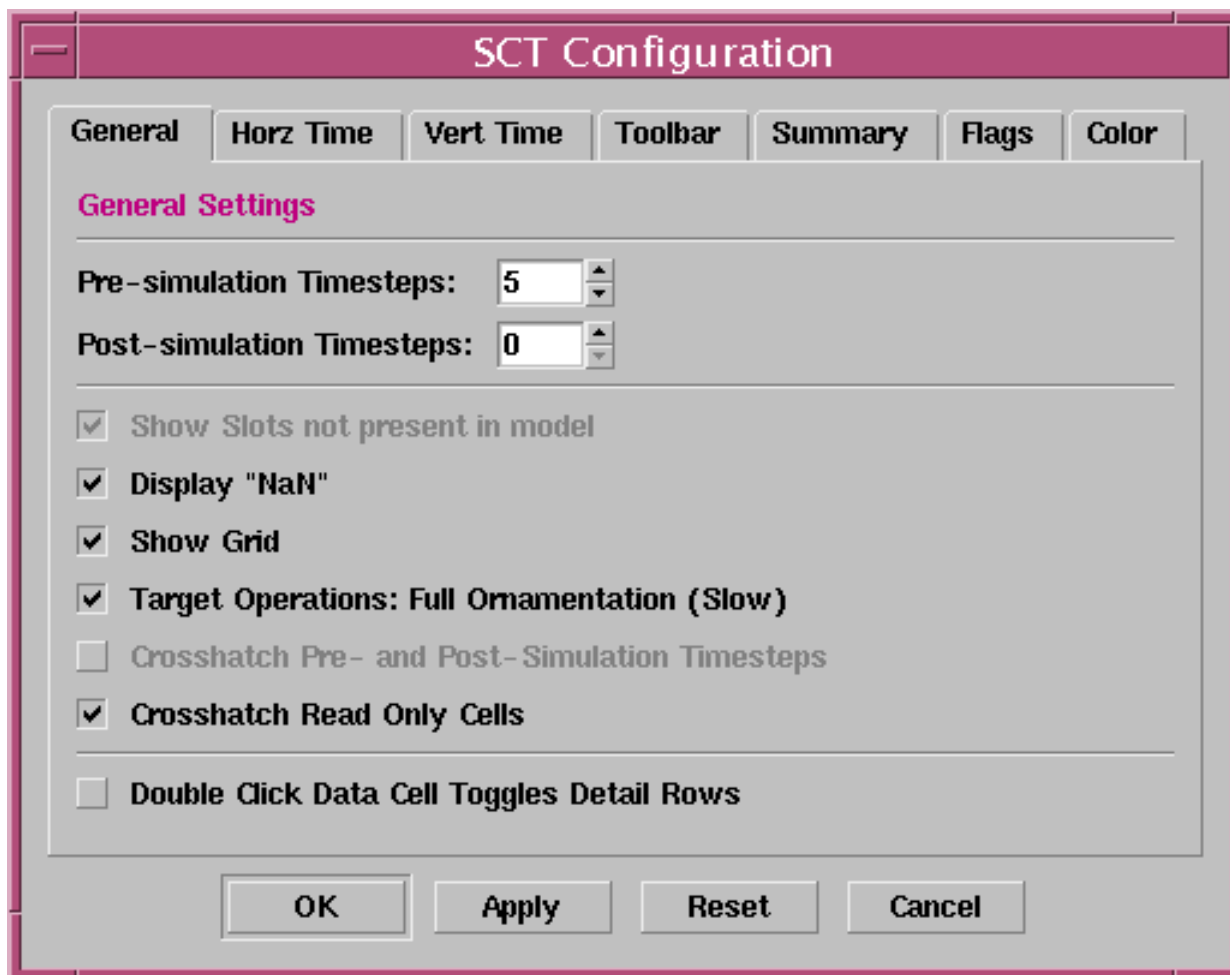 SCT Configuration
General Horz Time Vert Time Toolbar Summary Flags Color
General Settings
Pre-simulation Timesteps: 5
Post-simulation Timesteps: 0
Show Slots not present in model
Display "NaN"
Show Grid
Target Operations: Full Ornamentation (Slow)
Crosshatch Pre- and Post-Simulation Timesteps
Crosshatch Read Only Cells
Double Click Data Cell Toggles Detail Rows
OK Apply Reset Cancel